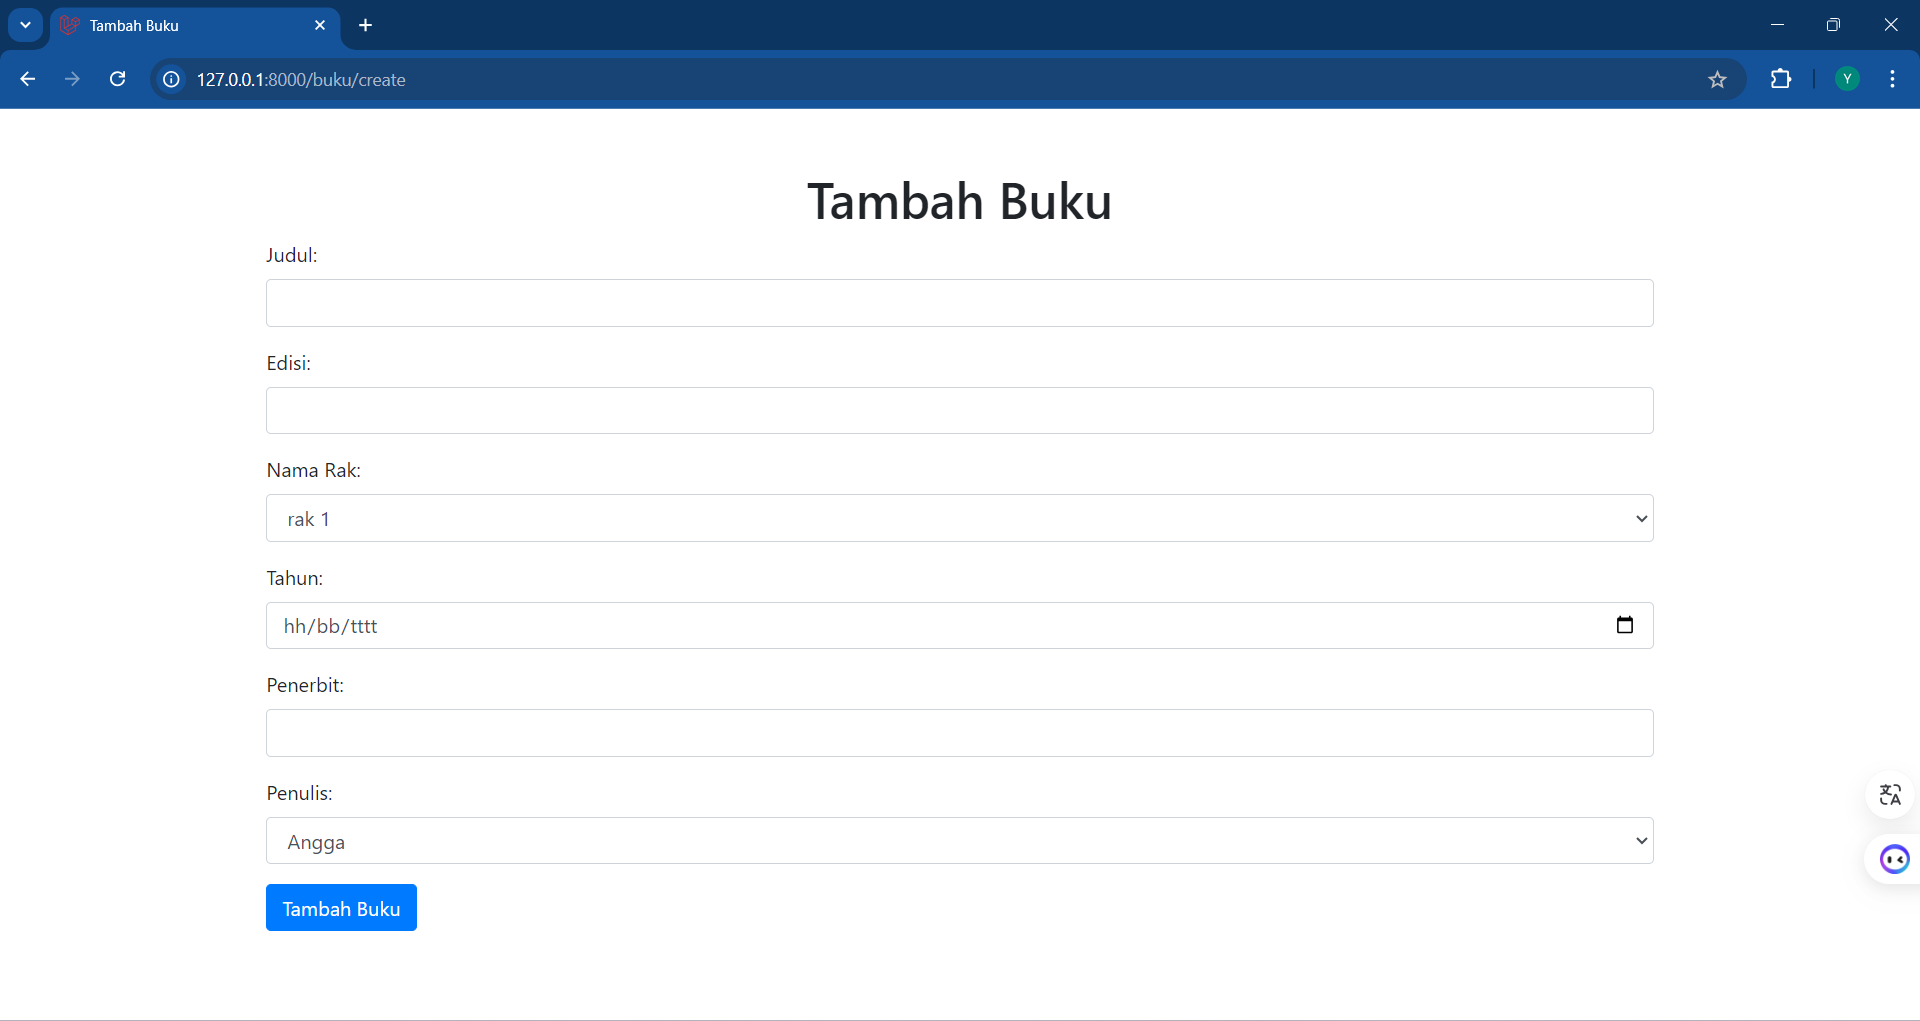 Tambah Buku
127.0.0.1:8000/buku/create
Y
Tambah Buku
Judul:
Edisi:
Nama Rak:
rak 1
Tahun:
hh/bb/tttt
Penerbit:
Penulis:
Angga
Tambah Buku